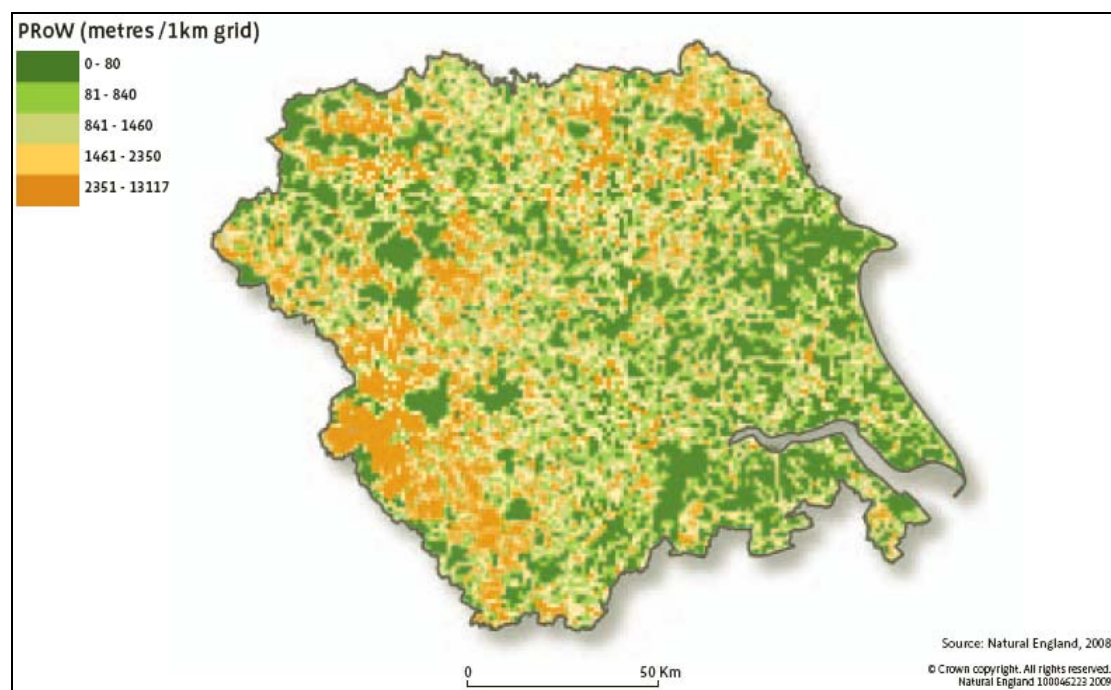 PRoW (metres /1km grid)
0 - 80
81 - 840
841 - 1460
1461 - 2350
2351 - 13117
0 50 Km
Source: Natural England, 2008
© Crown copyright. All rights reserved.
Natural England 100046223 2009